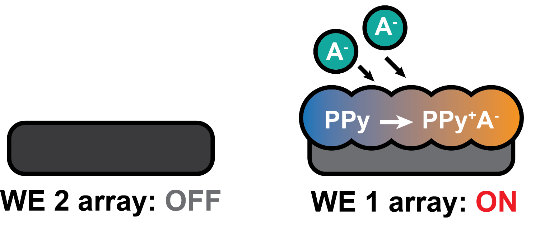 A-
A-
PPy → PPy+A-
WE 2 array: OFF
WE 1 array: ON